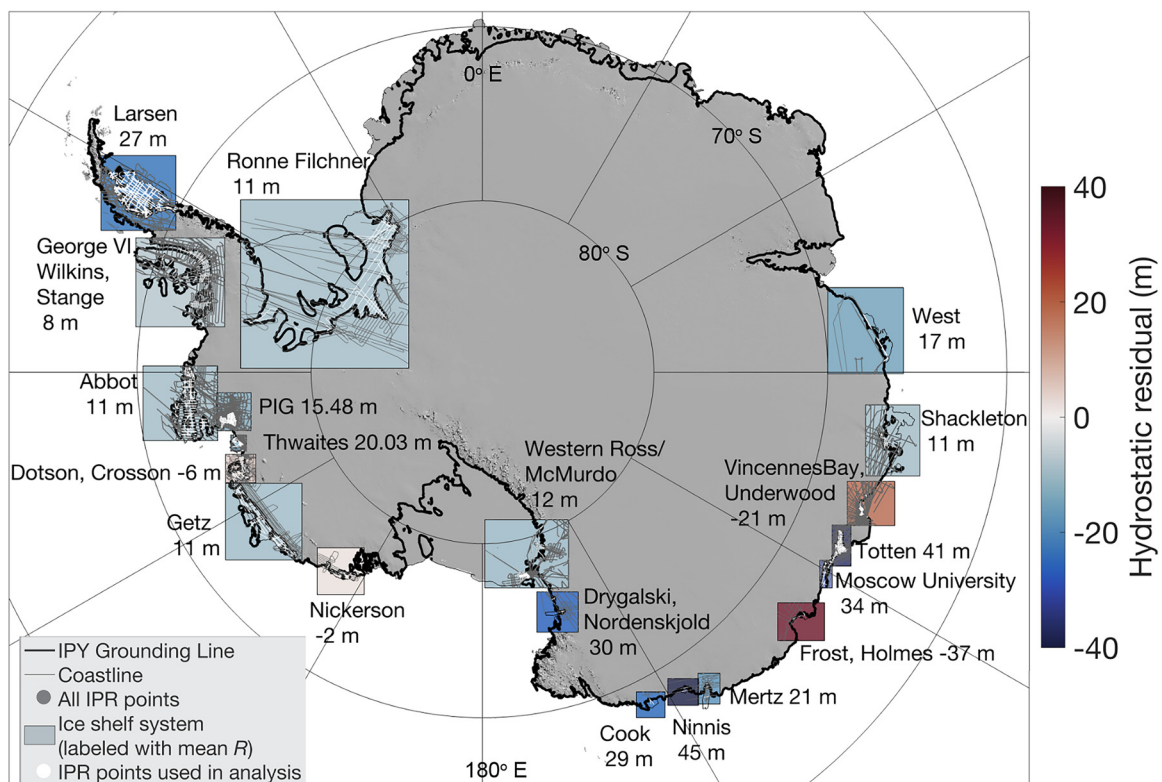 0º E
70º S
80º S
Larsen
27 m
Ronne Filchner
11 m
George VI,
Wilkins,
Stange
8 m
Abbot
11 m
PIG 15.48 m
Thwaites 20.03 m
Dotson, Crosson -6 m
Getz
11 m
Nickerson
-2 m
Western Ross/
McMurdo
12 m
Drygalski,
Nordenskjold
30 m
West
17 m
Shackleton
11 m
VincennesBay,
Underwood
-21 m
Totten 41 m
Moscow University
34 m
Frost, Holmes -37 m
Mertz 21 m
Ninnis
45 m
Cook
29 m
180º E
IPY Grounding Line
Coastline
All IPR points
Ice shelf system
(labeled with mean R)
IPR points used in analysis
40
20
0
-20
-40
Hydrostatic residual (m)